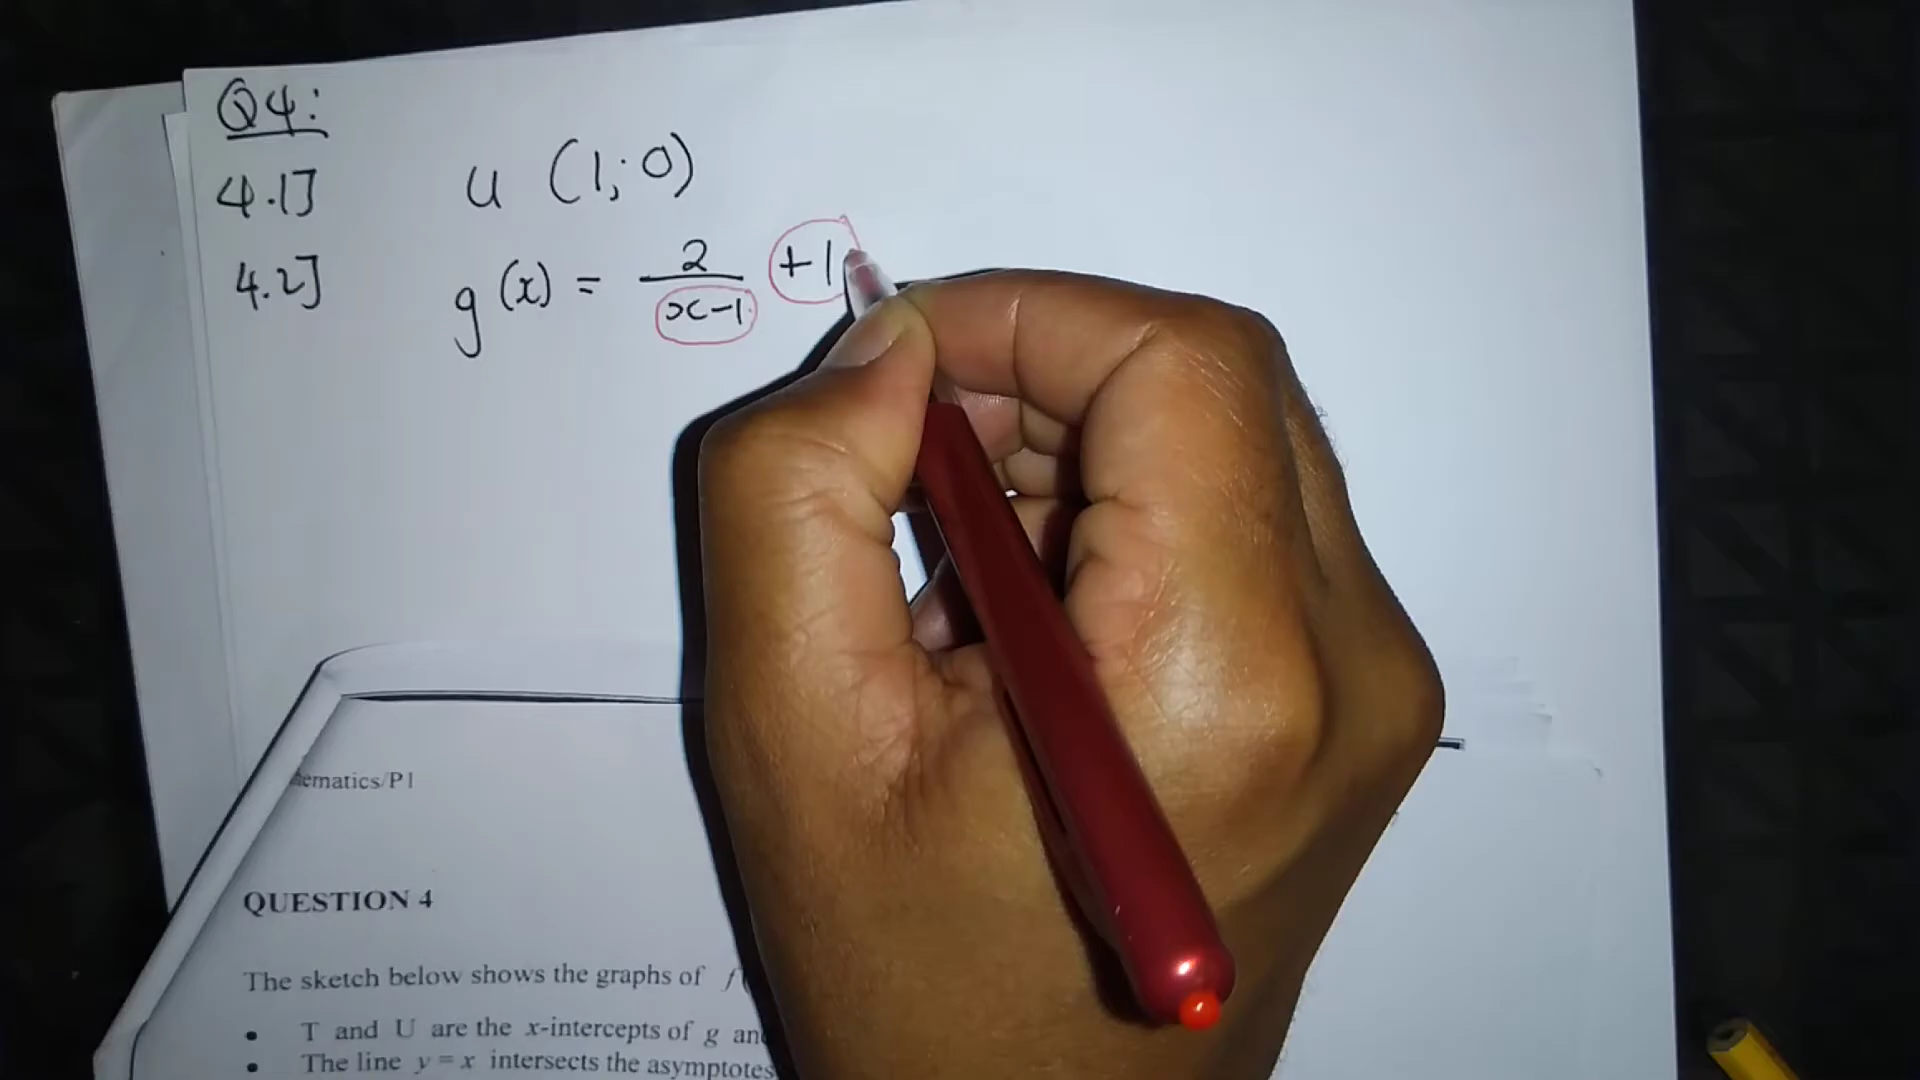 Q4:
4.1] U (1; 0)
4.2] g(x) = 2/(x-1) +1
ematics/P1
QUESTION 4
The sketch below shows the graphs of f
• T and U are the x-intercepts of g an
• The line y = x intersects the asymptotes